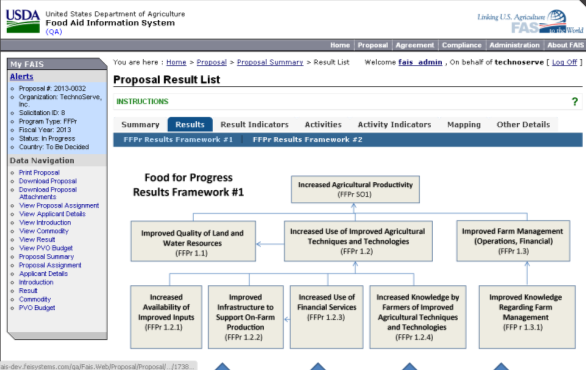 USDA United States Department of Agriculture
Food Aid Information System
(QA)
Linking U.S. Agriculture
FAS to the World
Home Proposal Agreement Compliance Administration About FAIS
My FAIS
Alerts
Proposal #: 2013-0032
Organization: TechnoServe, Inc.
Solicitation ID: 8
Program Type: FFPr
Fiscal Year: 2013
Status: In Progress
Country: To Be Decided
Data Navigation
Print Proposal
Download Proposal
Download Proposal
Attachments
View Proposal Assignment
View Applicant Details
View Introduction
View Commodity
View Result
View PVO Budget
Proposal Summary
Proposal Assignment
Applicant Details
Introduction
Result
Commodity
PVO Budget
You are here : Home > Proposal > Proposal Summary > Result List Welcome fais_admin , On behalf of technoserve [ Log Off ]
Proposal Result List
INSTRUCTIONS ?
Summary Results Result Indicators Activities Activity Indicators Mapping Other Details
FFPr Results Framework #1 | FFPr Results Framework #2
Food for Progress
Results Framework #1
Increased Agricultural Productivity
(FFPr SO1)
Improved Quality of Land and
Water Resources
(FFPr 1.1)
Increased Use of Improved Agricultural
Techniques and Technologies
(FFPr 1.2)
Improved Farm Management
(Operations, Financial)
(FFPr 1.3)
Increased
Availability of
Improved Inputs
(FFPr 1.2.1)
Improved
Infrastructure to
Support On-Farm
Production
(FFPr 1.2.2)
Increased Use of
Financial Services
(FFPr 1.2.3)
Increased Knowledge by
Farmers of Improved
Agricultural Techniques
and Technologies
(FFPr 1.2.4)
Improved Knowledge
Regarding Farm
Management
(FFP r 1.3.1)
ais-dev.feisystems.com/qa/Fais.Web/Proposal/Proposal/.../1738...